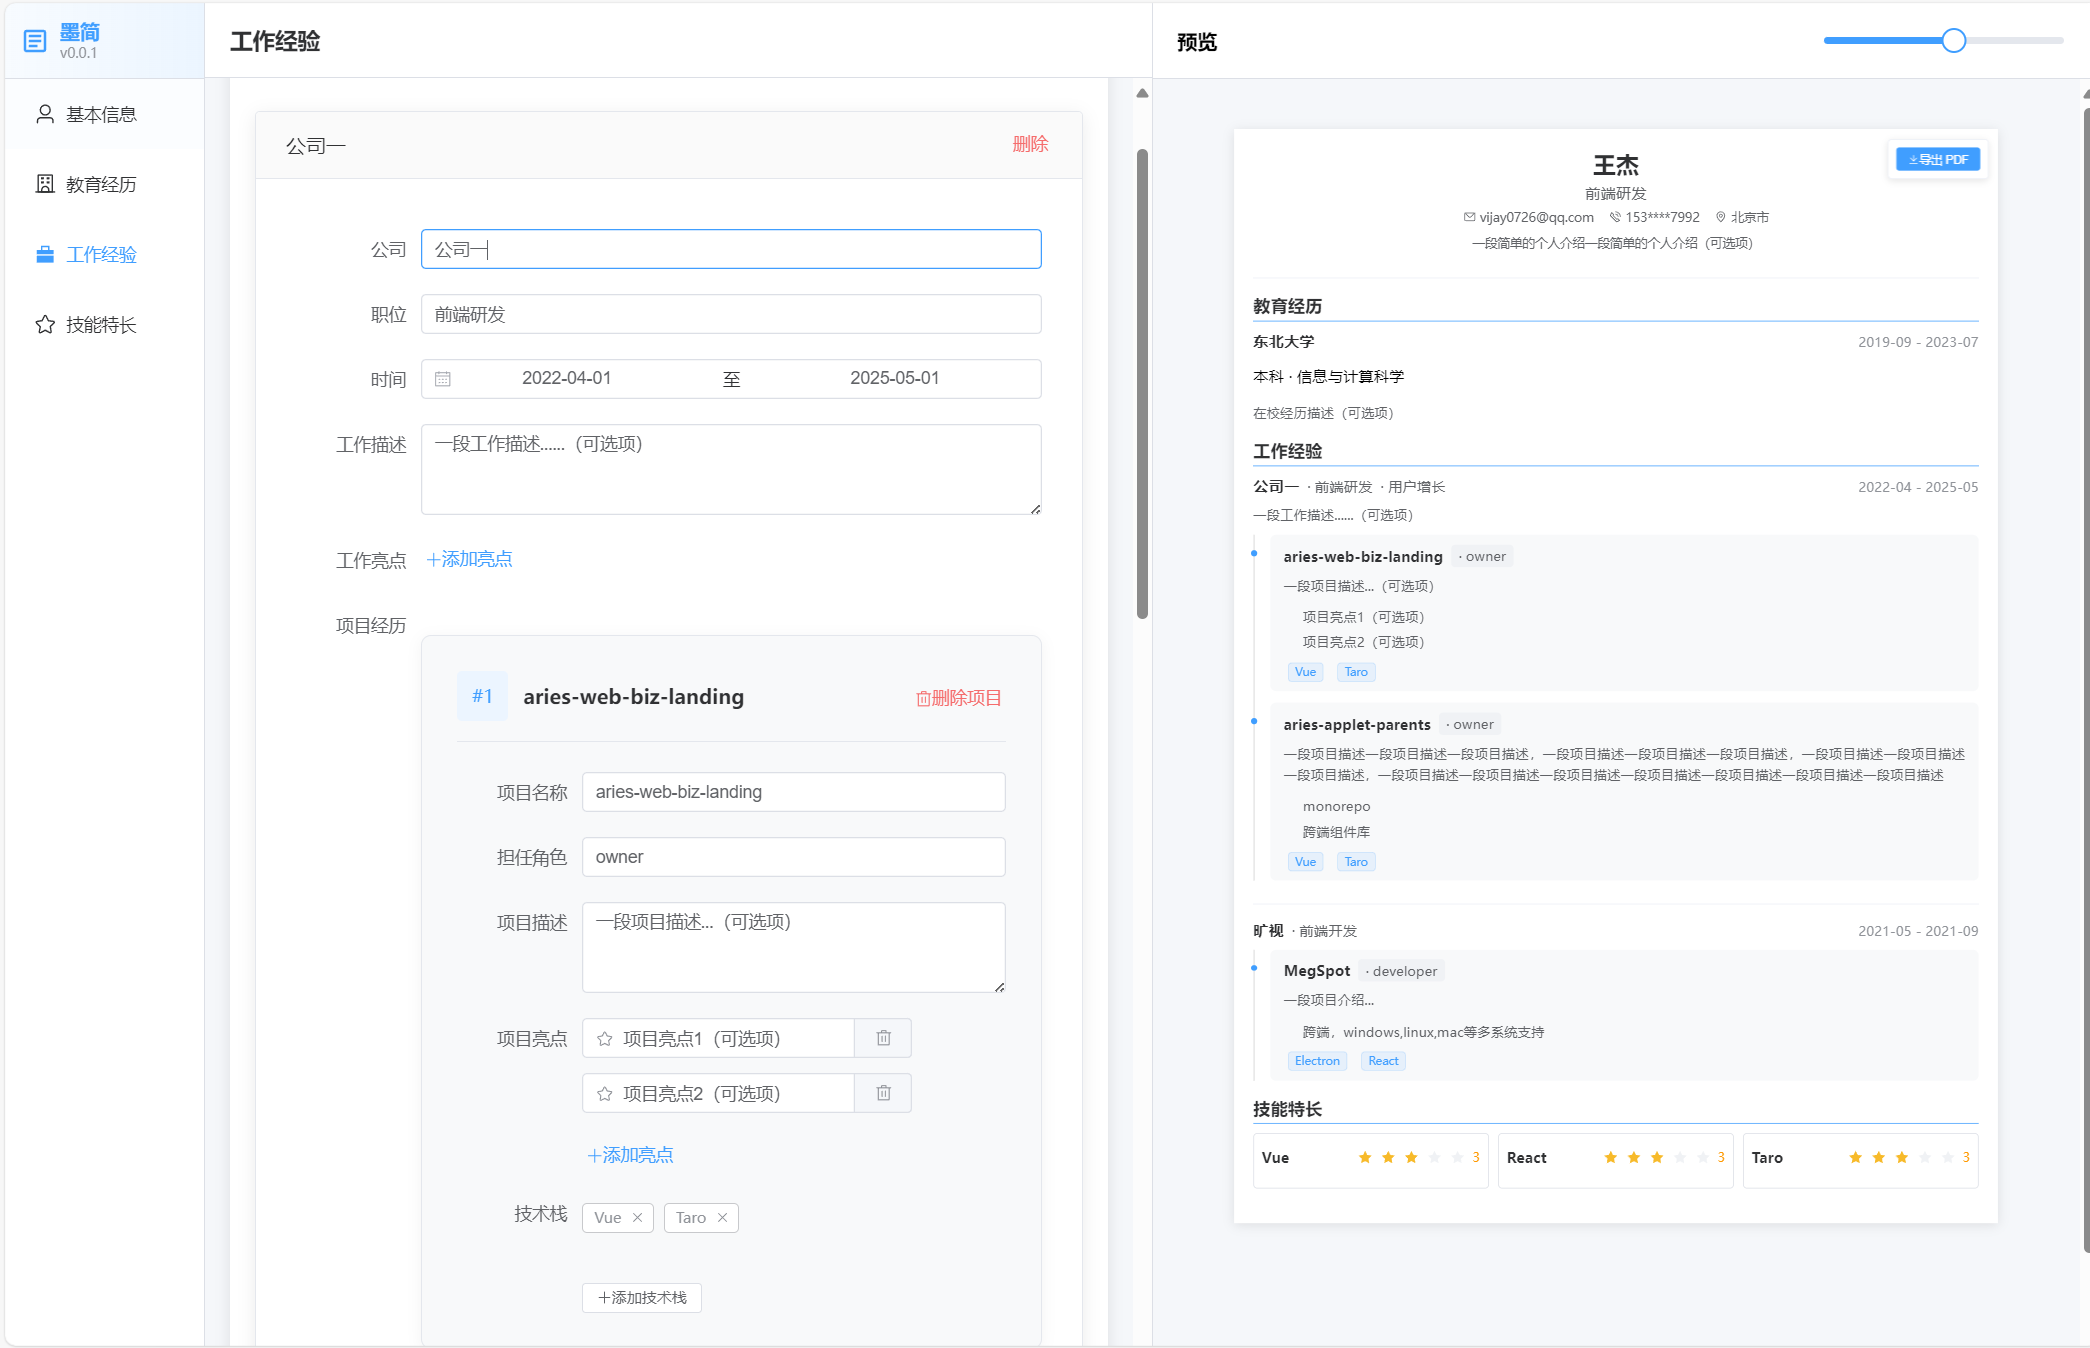 墨简
v0.0.1
基本信息
教育经历
工作经验
技能特长
工作经验
公司一
删除
公司
公司一
职位
前端研发
时间
2022-04-01
至
2025-05-01
工作描述
一段工作描述......（可选项）
工作亮点
+添加亮点
项目经历
#1
aries-web-biz-landing
删除项目
项目名称
aries-web-biz-landing
担任角色
owner
项目描述
一段项目描述...（可选项）
项目亮点
项目亮点1（可选项）
项目亮点2（可选项）
+添加亮点
技术栈
Vue ×
Taro ×
+添加技术栈
预览
导出 PDF
王杰
前端研发
vijay0726@qq.com 153****7992 北京市
一段简单的个人介绍一段简单的个人介绍（可选项）
教育经历
东北大学 2019-09 - 2023-07
本科 · 信息与计算科学
在校经历描述（可选项）
工作经验
公司一 · 前端研发 · 用户增长 2022-04 - 2025-05
一段工作描述......（可选项）
aries-web-biz-landing · owner
一段项目描述...（可选项）
项目亮点1（可选项）
项目亮点2（可选项）
Vue Taro
aries-applet-parents · owner
一段项目描述一段项目描述一段项目描述，一段项目描述一段项目描述一段项目描述，一段项目描述一段项目描述
一段项目描述，一段项目描述一段项目描述一段项目描述一段项目描述一段项目描述一段项目描述一段项目描述
monorepo
跨端组件库
Vue Taro
旷视 · 前端开发 2021-05 - 2021-09
MegSpot · developer
一段项目介绍...
跨端，windows,linux,mac等多系统支持
Electron React
技能特长
Vue 3
React 3
Taro 3